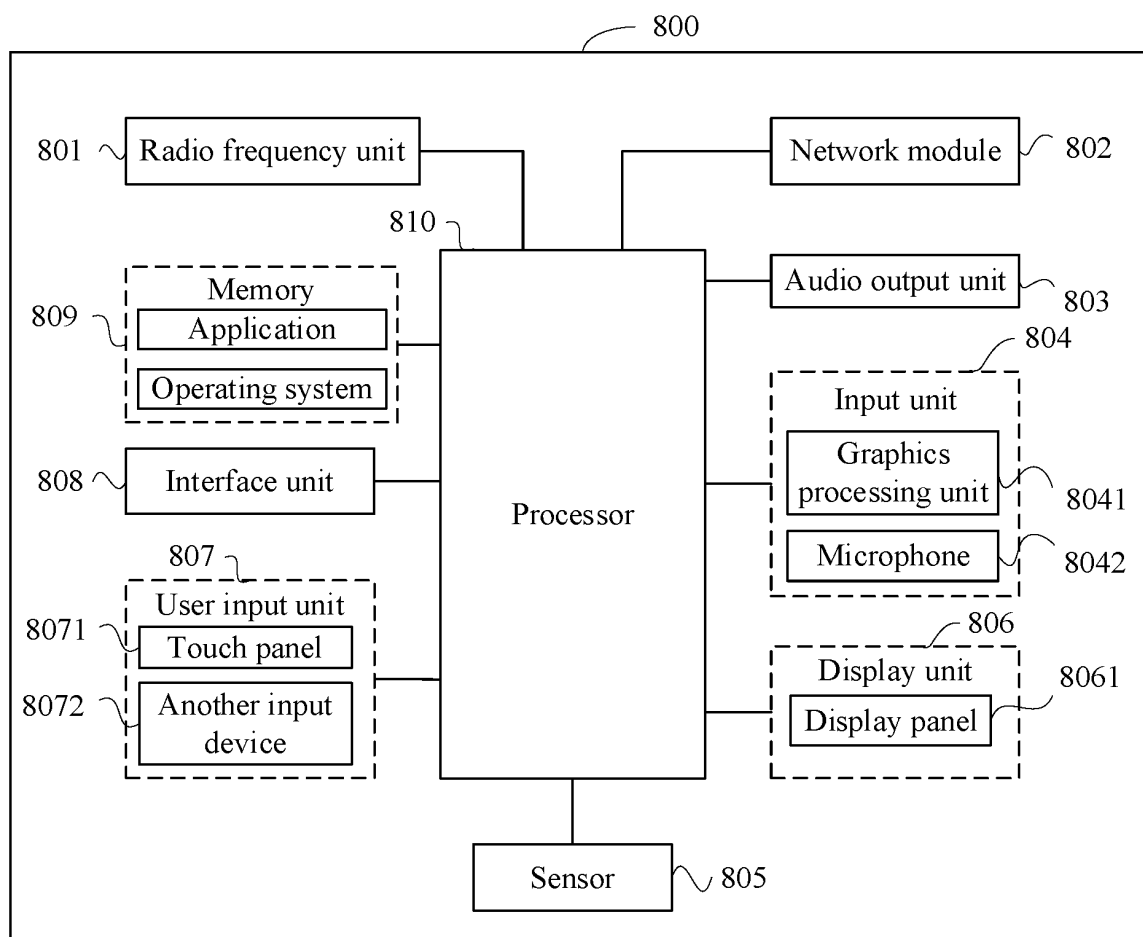 800
801
Radio frequency unit
Network module
802
810
809
Memory
Application
Operating system
Audio output unit
803
804
Input unit
Graphics
processing unit
8041
Microphone
8042
808
Interface unit
Processor
807
User input unit
8071
Touch panel
8072
Another input
device
806
Display unit
Display panel
8061
Sensor
805